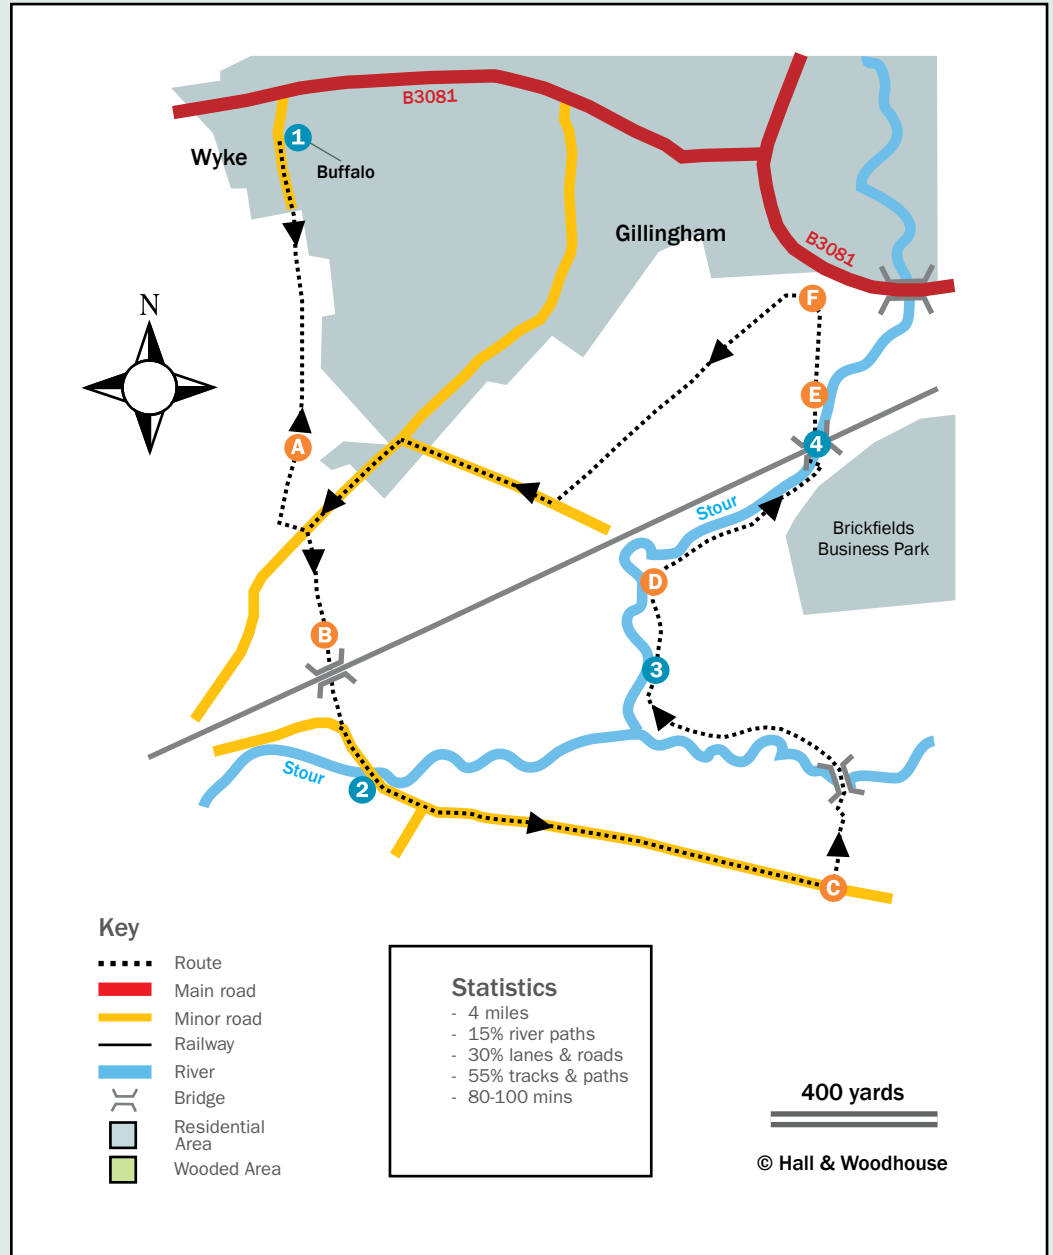 B3081
1
Wyke
Buffalo
Gillingham
B3081
N
F
E
A
4
Stour
Brickfields
Business Park
D
B
3
Stour
2
C
Key
Route
Main road
Minor road
Railway
River
Bridge
Residential
Area
Wooded Area
Statistics
- 4 miles
- 15% river paths
- 30% lanes & roads
- 55% tracks & paths
- 80-100 mins
400 yards
© Hall & Woodhouse